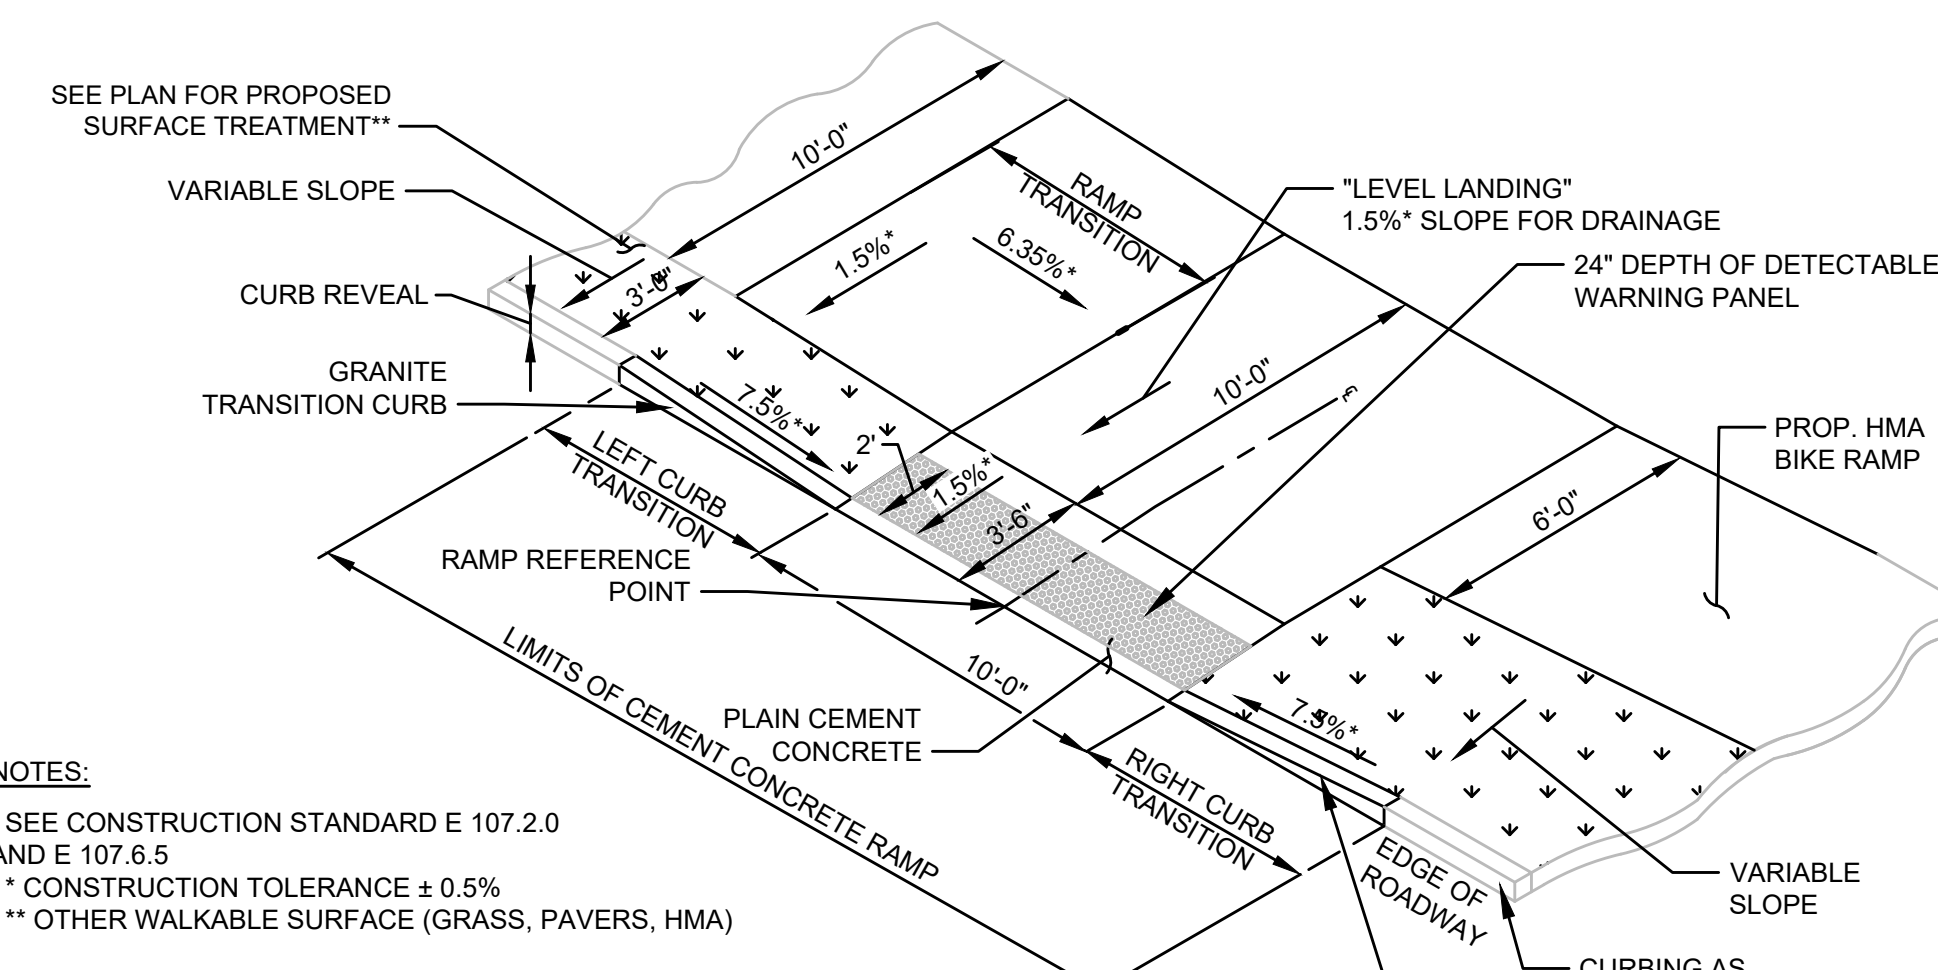 SEE PLAN FOR PROPOSED
SURFACE TREATMENT**
VARIABLE SLOPE
CURB REVEAL
GRANITE
TRANSITION CURB
10'-0"
RAMP
TRANSITION
1.5%*
6.35%*
"LEVEL LANDING"
1.5%* SLOPE FOR DRAINAGE
24" DEPTH OF DETECTABLE
WARNING PANEL
7.5%*
2'
1.5%*
3'-6"
10'-0"
PROP. HMA
BIKE RAMP
6'-0"
LEFT CURB
TRANSITION
RAMP REFERENCE
POINT
LIMITS OF CEMENT CONCRETE RAMP
10'-0"
PLAIN CEMENT
CONCRETE
RIGHT CURB
TRANSITION
7.5%*
EDGE OF
ROADWAY
VARIABLE
SLOPE
CURBING AS
NOTES:
SEE CONSTRUCTION STANDARD E 107.2.0
AND E 107.6.5
* CONSTRUCTION TOLERANCE ± 0.5%
** OTHER WALKABLE SURFACE (GRASS, PAVERS, HMA)